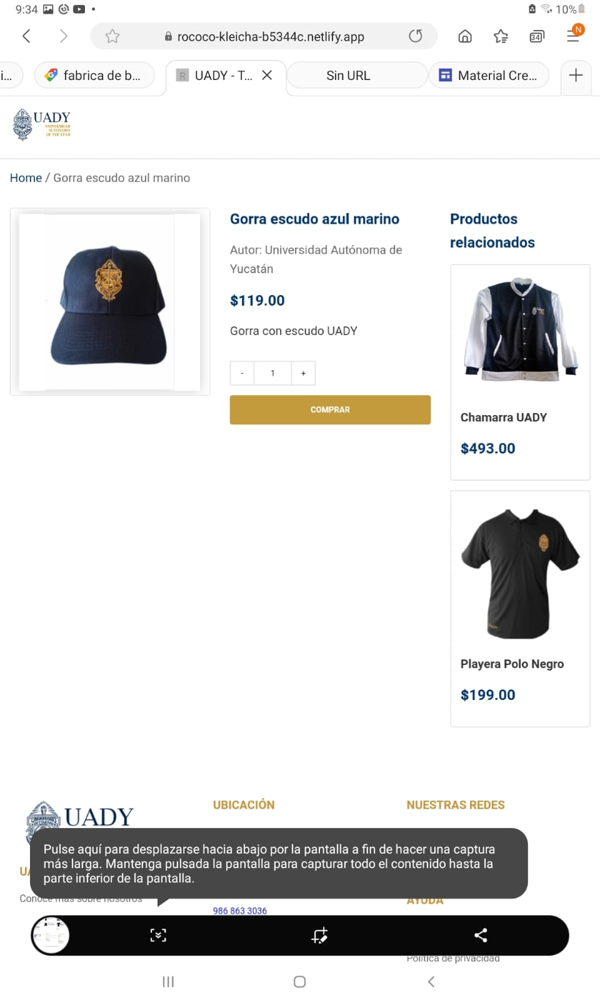 9:34
10%
rococo-kleicha-b5344c.netlify.app
34
N
i...
fabrica de b...
R
UADY - T...
Sin URL
Material Cre...
UADY
UNIVERSIDAD
AUTÓNOMA
DE YUCATÁN
Home / Gorra escudo azul marino
Gorra escudo azul marino
Autor: Universidad Autónoma de
Yucatán
$119.00
Gorra con escudo UADY
- 1 +
COMPRAR
Productos
relacionados
Chamarra UADY
$493.00
Playera Polo Negro
$199.00
UADY
UBICACIÓN
NUESTRAS REDES
Pulse aquí para desplazarse hacia abajo por la pantalla a fin de hacer una captura
más larga. Mantenga pulsada la pantalla para capturar todo el contenido hasta la
parte inferior de la pantalla.
Conoce más sobre nosotros
AYUDA
986 863 3036
Política de privacidad